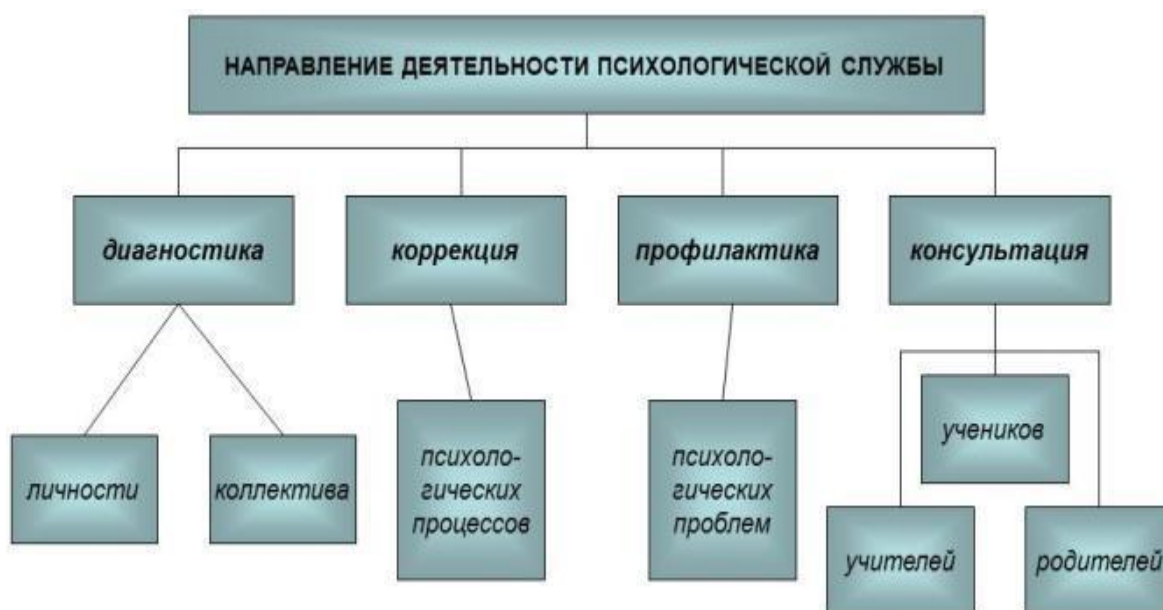 НАПРАВЛЕНИЕ ДЕЯТЕЛЬНОСТИ ПСИХОЛОГИЧЕСКОЙ СЛУЖБЫ
диагностика
коррекция
профилактика
консультация
личности
коллектива
психоло-
гических
процессов
психоло-
гических
проблем
учеников
учителей
родителей